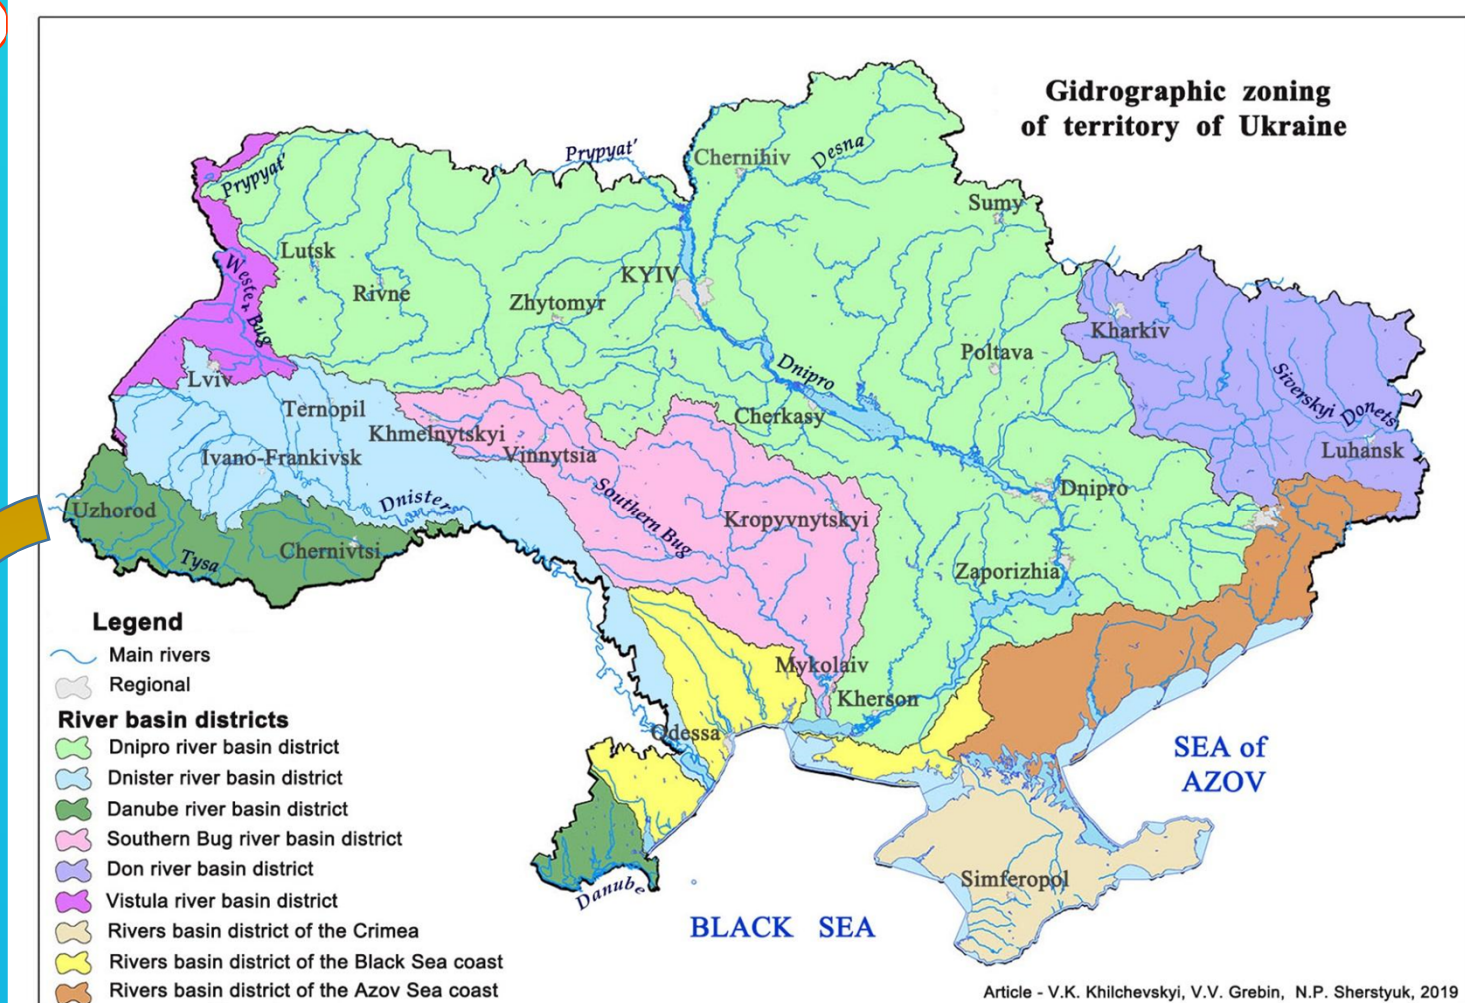 Gidrographic zoning
of territory of Ukraine
Prypyat'
Chernihiv
Desna
Prypyat'
Sumy
Lutsk
Wester Bug
Rivne
KYIV
Zhytomyr
Kharkiv
Poltava
Dnipro
Siverskyi Donets'
Lviv
Ternopil
Cherkasy
Khmelnytskyi
Vinnytsia
Luhansk
Ivano-Frankivsk
Southern Bug
Dnipro
Uzhorod
Dnister
Kropyvnytskyi
Chernivtsi
Tysa
Zaporizhia
Legend
Main rivers
Regional
Mykolaiv
Kherson
River basin districts
Odessa
Dnipro river basin district
SEA of
AZOV
Dnister river basin district
Danube river basin district
Southern Bug river basin district
Don river basin district
Simferopol
Danube
Vistula river basin district
BLACK SEA
Rivers basin district of the Crimea
Rivers basin district of the Black Sea coast
Rivers basin district of the Azov Sea coast
Article - V.K. Khilchevskyi, V.V. Grebin, N.P. Sherstyuk, 2019